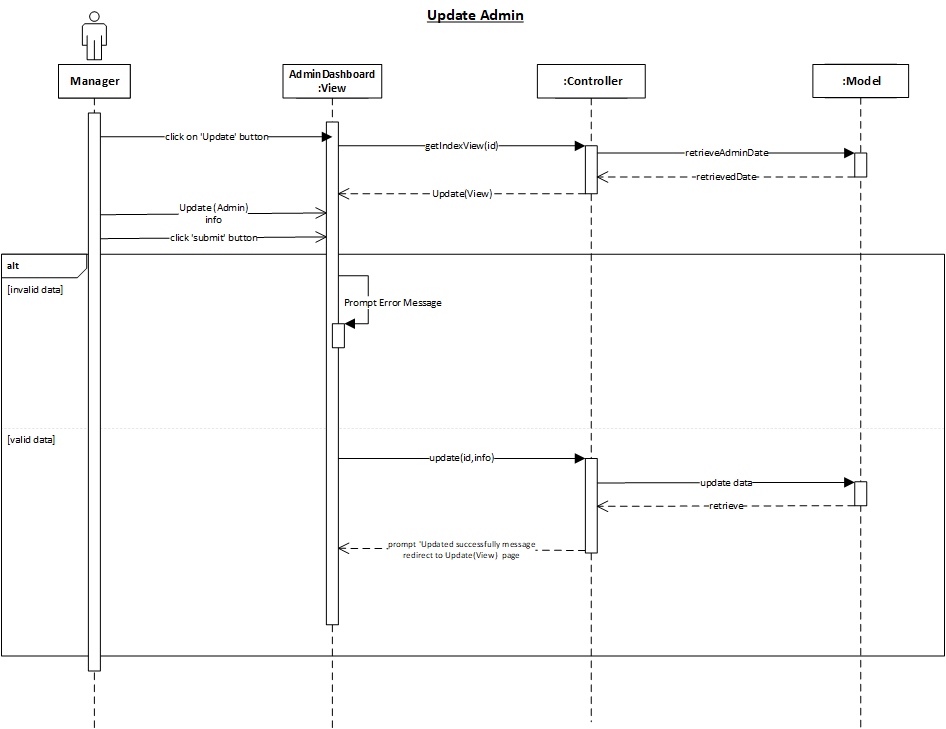 Update Admin
Manager
AdminDashboard
:View
:Controller
:Model
click on 'Update' button
getIndexView(id)
retrieveAdminDate
retrievedDate
Update(View)
Update (Admin)
info
click 'submit' button
alt
[invalid data]
Prompt Error Message
[valid data]
update(id,info)
update data
retrieve
prompt 'Updated successfully message
redirect to Update(View) page